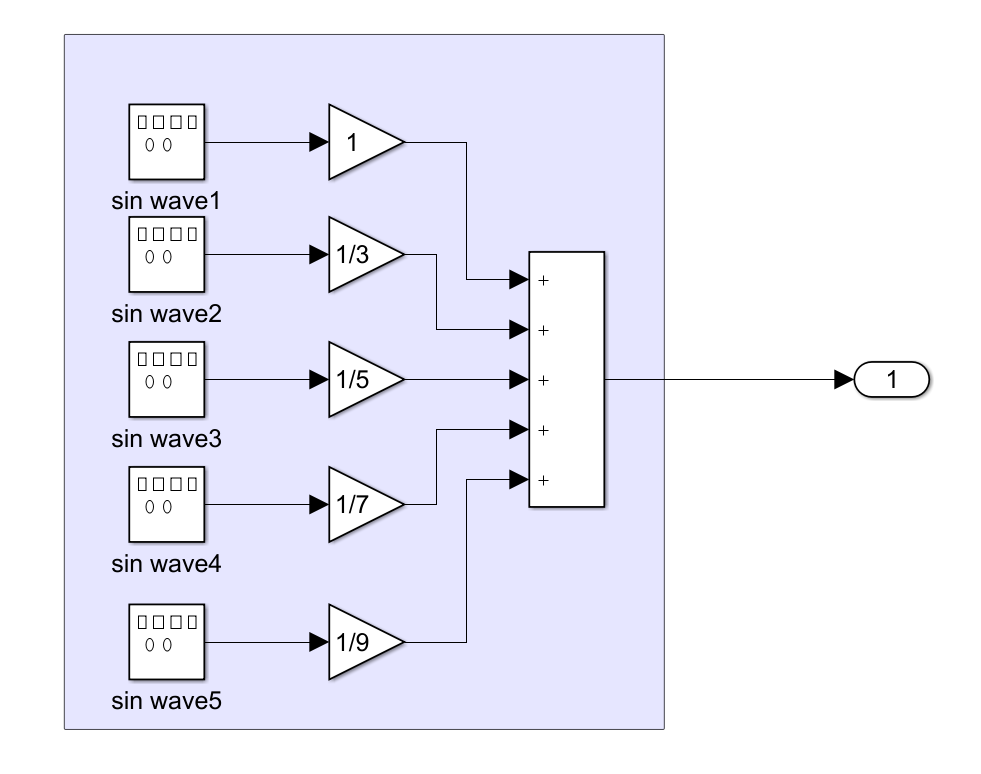 1
sin wave1
1/3
sin wave2
1/5
sin wave3
1/7
sin wave4
1/9
sin wave5
+
+
+
+
+
1